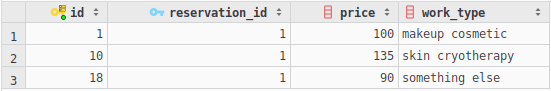 id reservation_id price work_type
1 1 1 100 makeup cosmetic
2 10 1 135 skin cryotherapy
3 18 1 90 something else